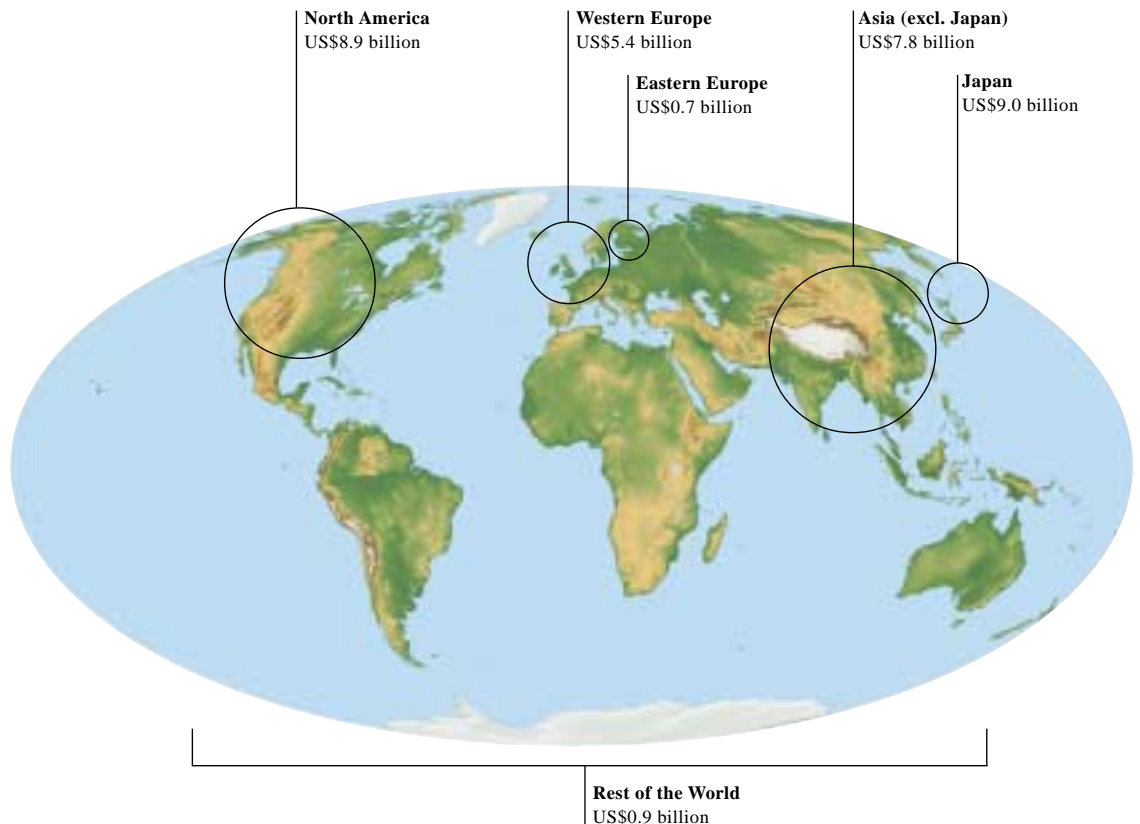 North America
US$8.9 billion
Western Europe
US$5.4 billion
Asia (excl. Japan)
US$7.8 billion
Eastern Europe
US$0.7 billion
Japan
US$9.0 billion
Rest of the World
US$0.9 billion